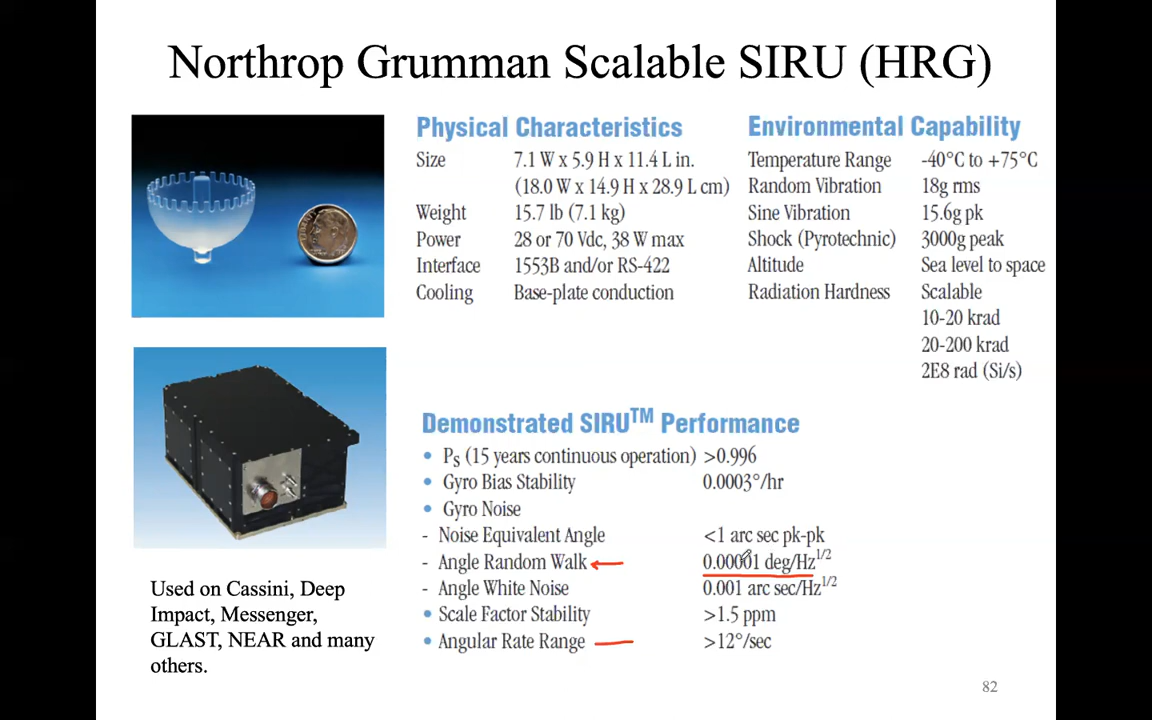 Northrop Grumman Scalable SIRU (HRG)
Physical Characteristics
Size 7.1 W x 5.9 H x 11.4 L in.
(18.0 W x 14.9 H x 28.9 L cm)
Weight 15.7 lb (7.1 kg)
Power 28 or 70 Vdc, 38 W max
Interface 1553B and/or RS-422
Cooling Base-plate conduction
Environmental Capability
Temperature Range -40°C to +75°C
Random Vibration 18g rms
Sine Vibration 15.6g pk
Shock (Pyrotechnic) 3000g peak
Altitude Sea level to space
Radiation Hardness Scalable
10-20 krad
20-200 krad
2E8 rad (Si/s)
Demonstrated SIRU™ Performance
• Ps (15 years continuous operation) >0.996
• Gyro Bias Stability 0.0003°/hr
• Gyro Noise
- Noise Equivalent Angle <1 arc sec pk-pk
- Angle Random Walk 0.00001 deg/Hz1/2
- Angle White Noise 0.001 arc sec/Hz1/2
• Scale Factor Stability >1.5 ppm
• Angular Rate Range >12°/sec
Used on Cassini, Deep
Impact, Messenger,
GLAST, NEAR and many
others.
82